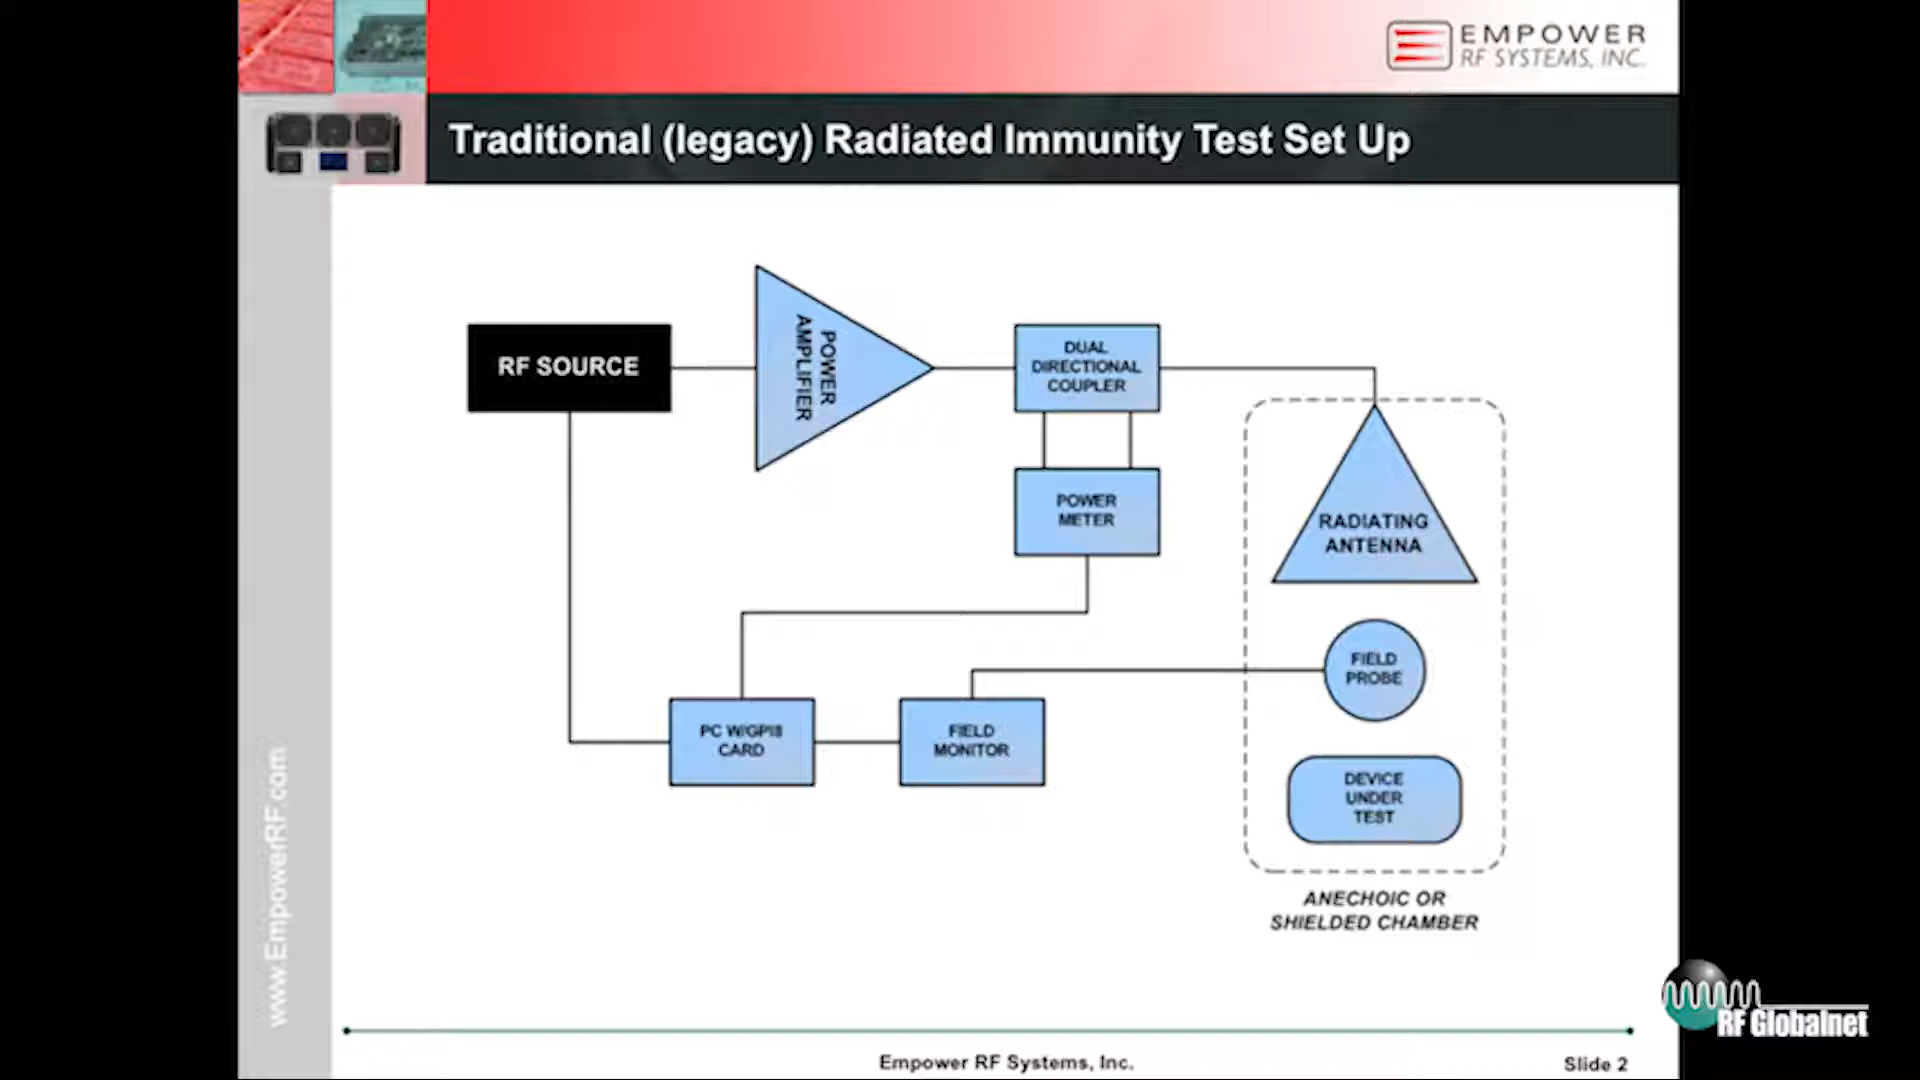 EMPOWER
RF SYSTEMS, INC.
Traditional (legacy) Radiated Immunity Test Set Up
RF SOURCE
POWER
AMPLIFIER
DUAL
DIRECTIONAL
COUPLER
POWER
METER
RADIATING
ANTENNA
FIELD
PROBE
PC W/GPIB
CARD
FIELD
MONITOR
DEVICE
UNDER
TEST
ANECHOIC OR
SHIELDED CHAMBER
www.EmpowerRF.com
RF Globalnet
Empower RF Systems, Inc.
Slide 2